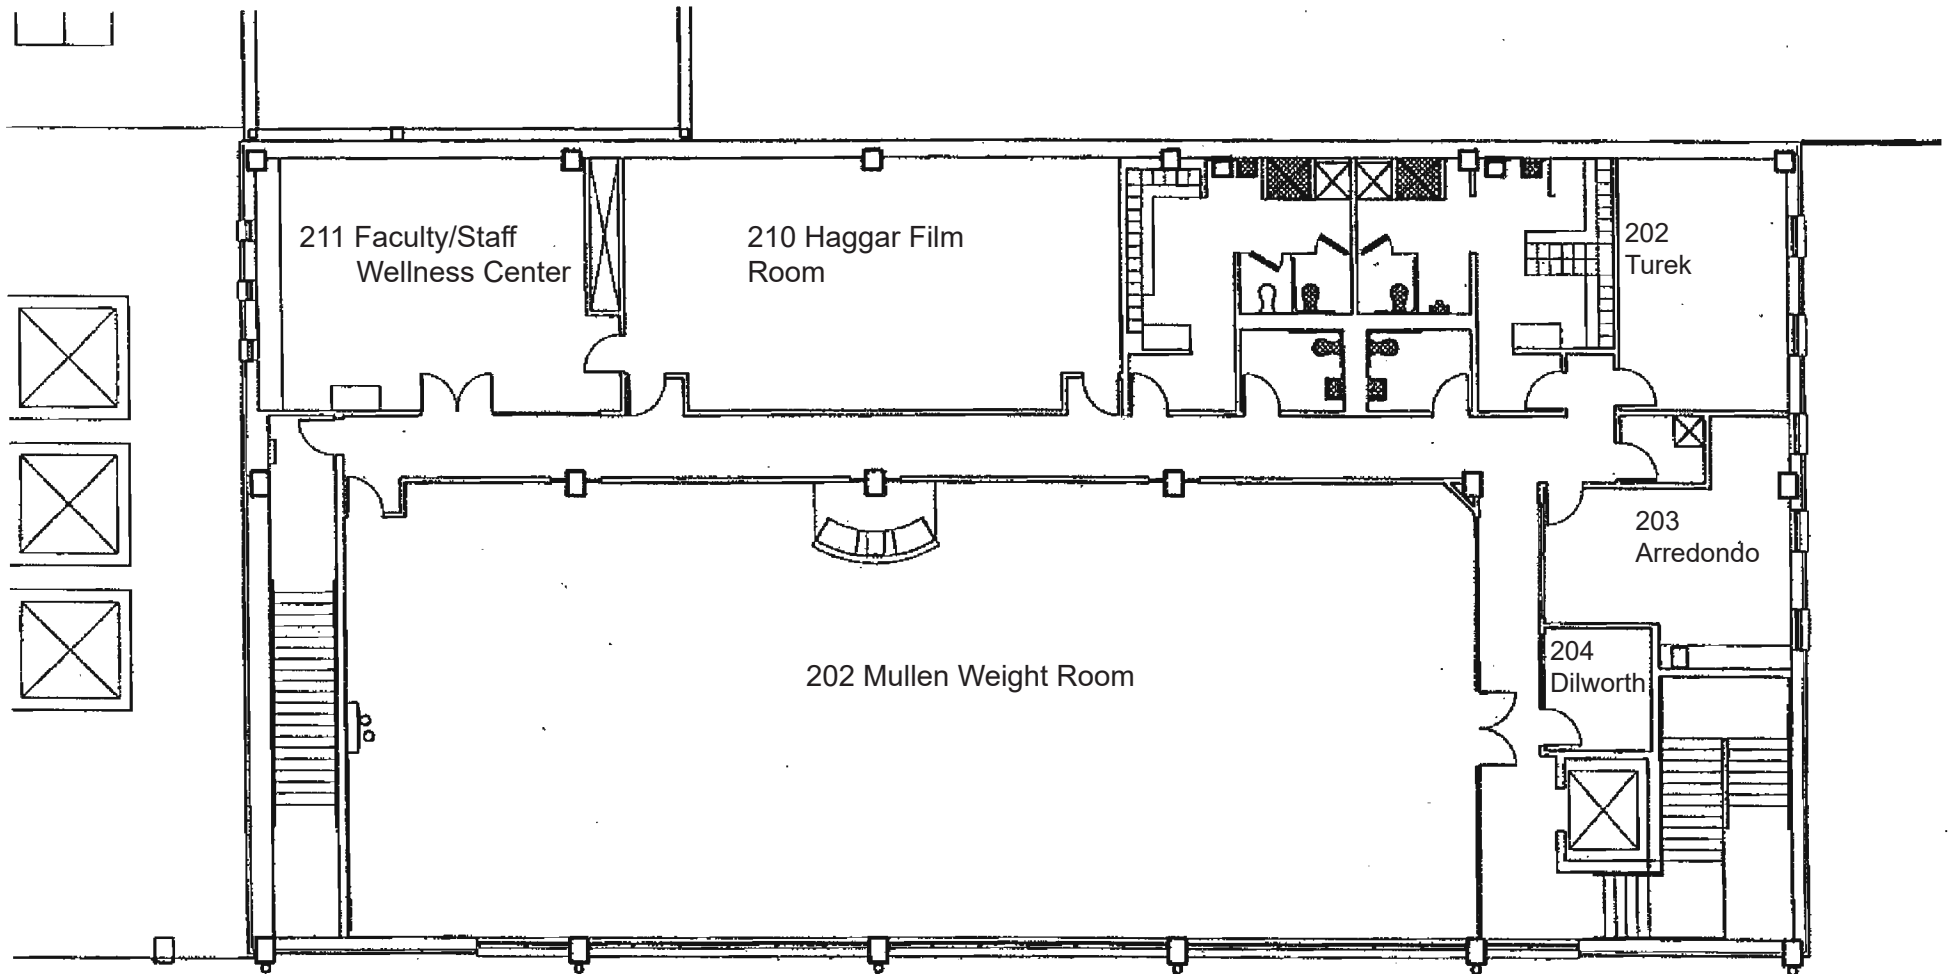 211 Faculty/Staff
Wellness Center
210 Haggar Film
Room
202
Turek
203
Arredondo
204
Dilworth
202 Mullen Weight Room